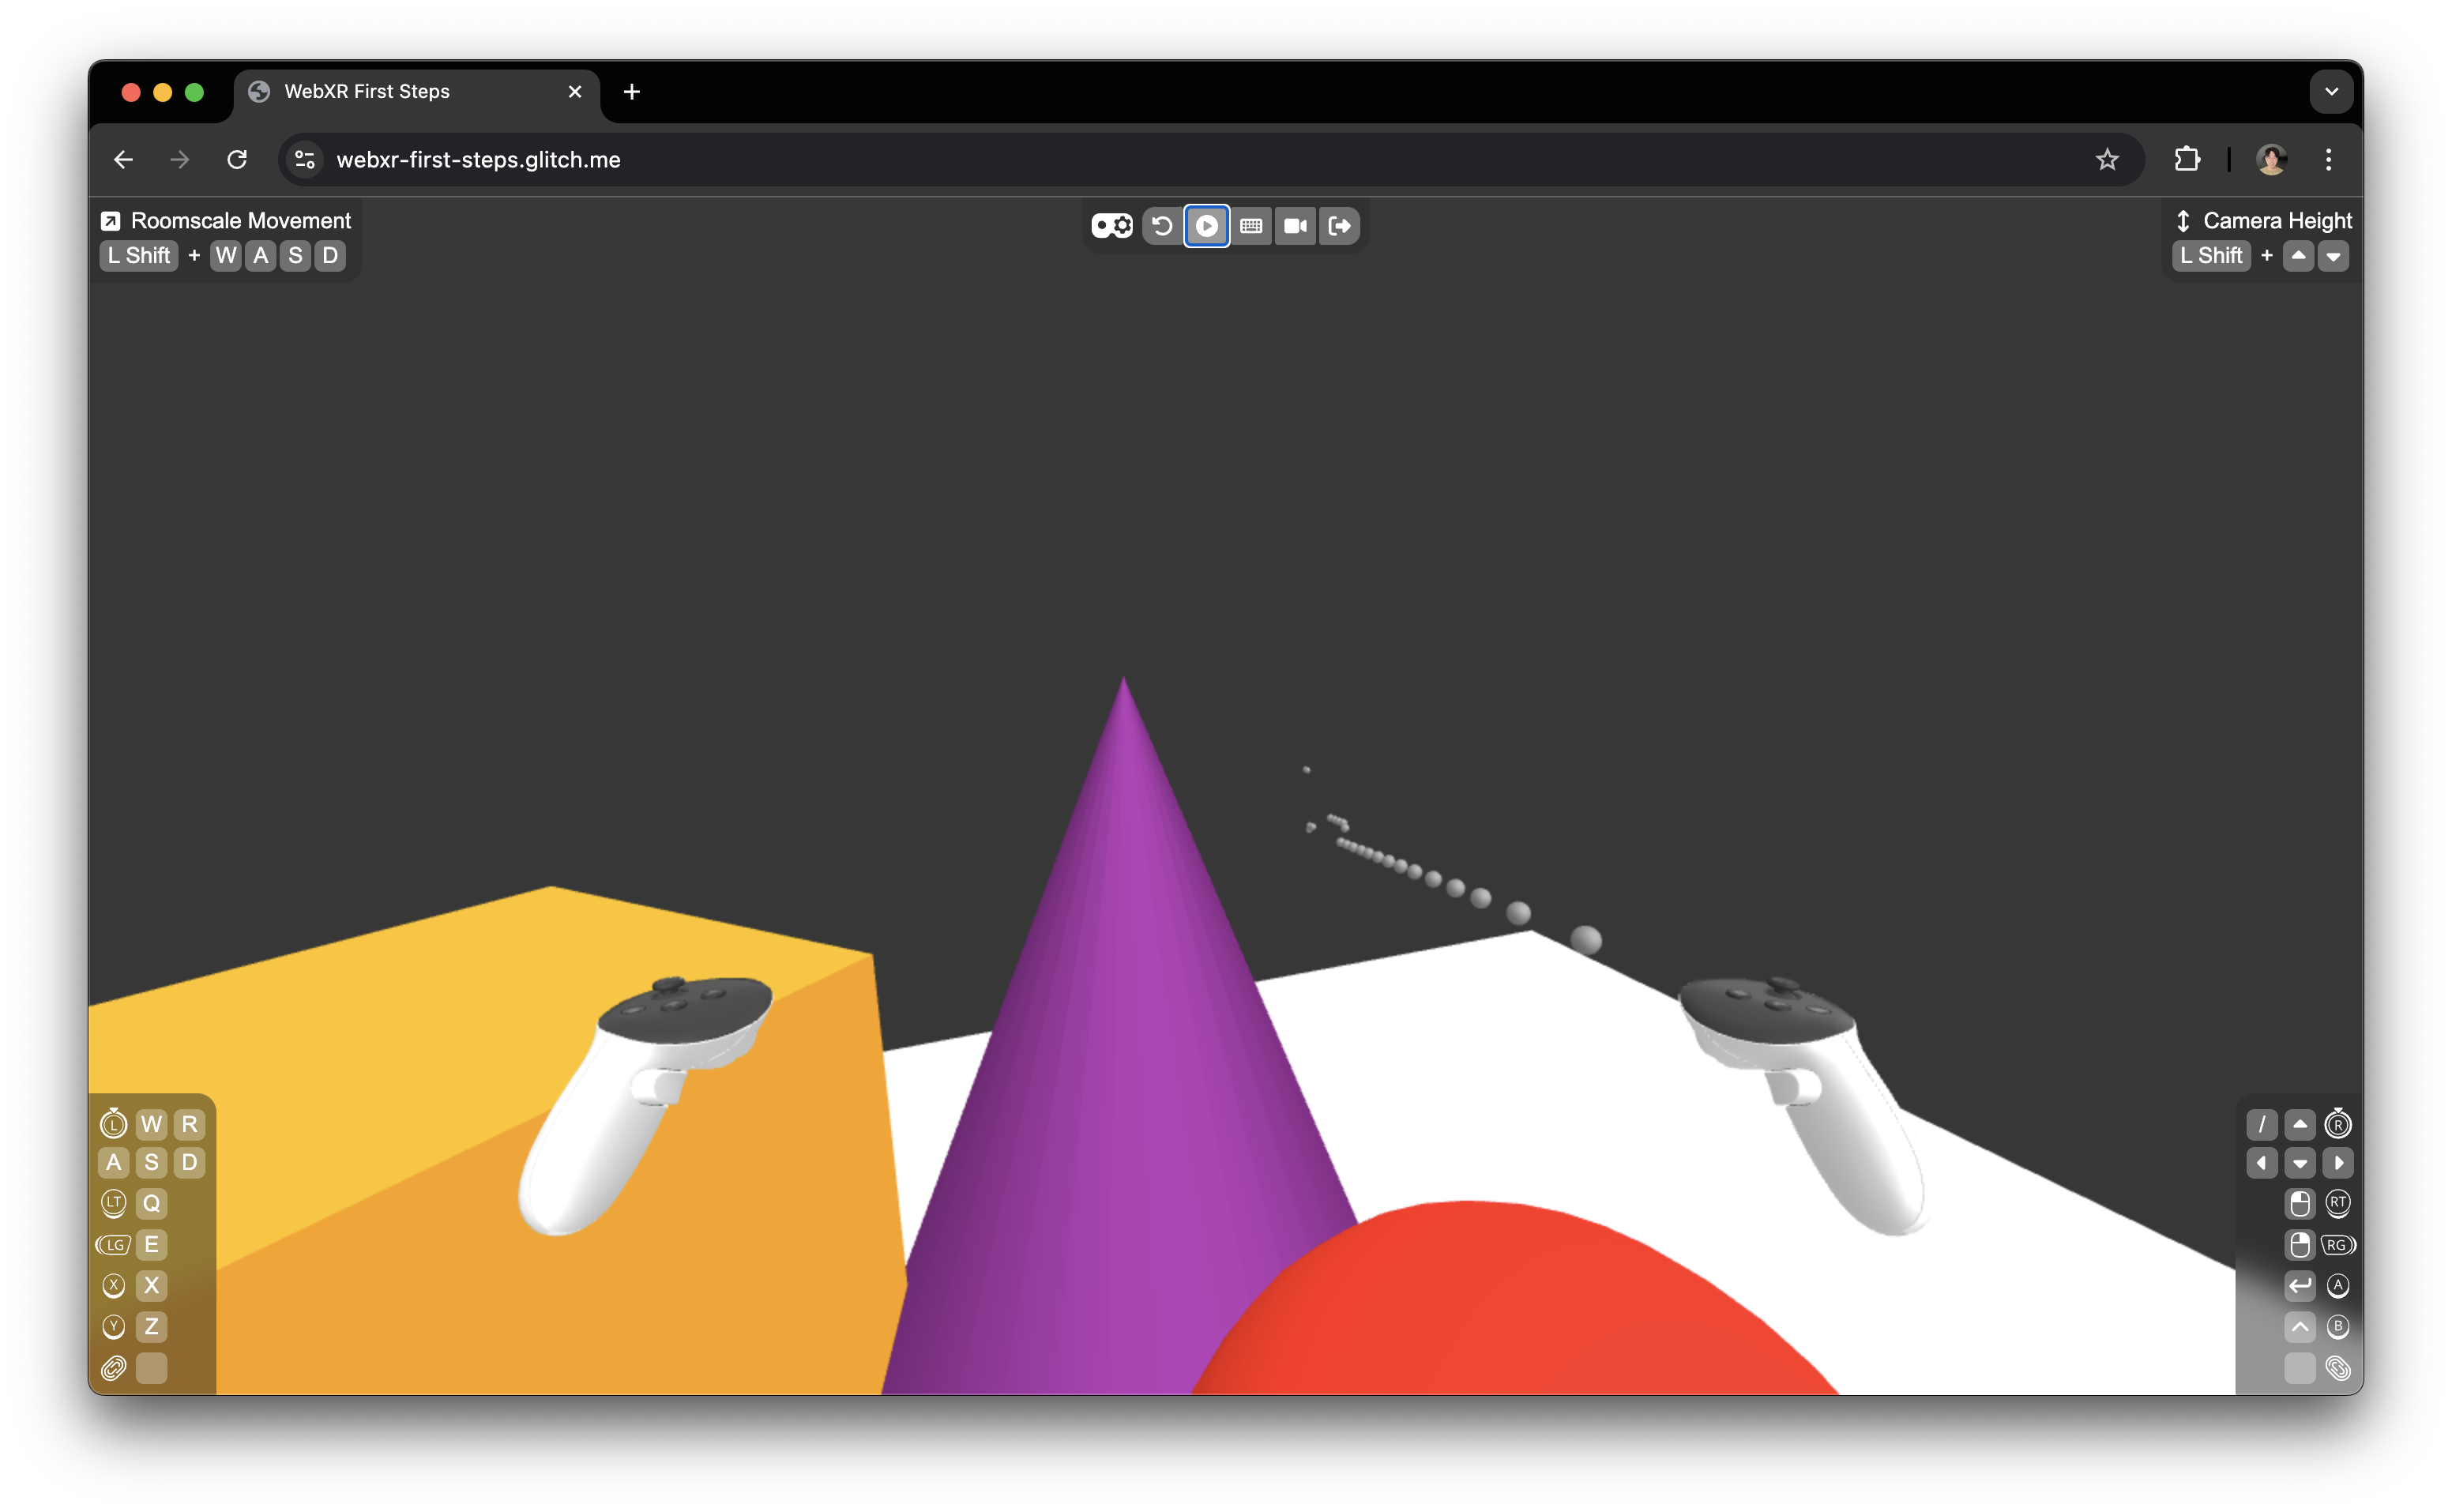 WebXR First Steps
webxr-first-steps.glitch.me
Roomscale Movement
L Shift + W A S D
Camera Height
L Shift +
L W R
A S D
LT Q
LG E
X X
Y Z
/ R
RT
RG
A
B